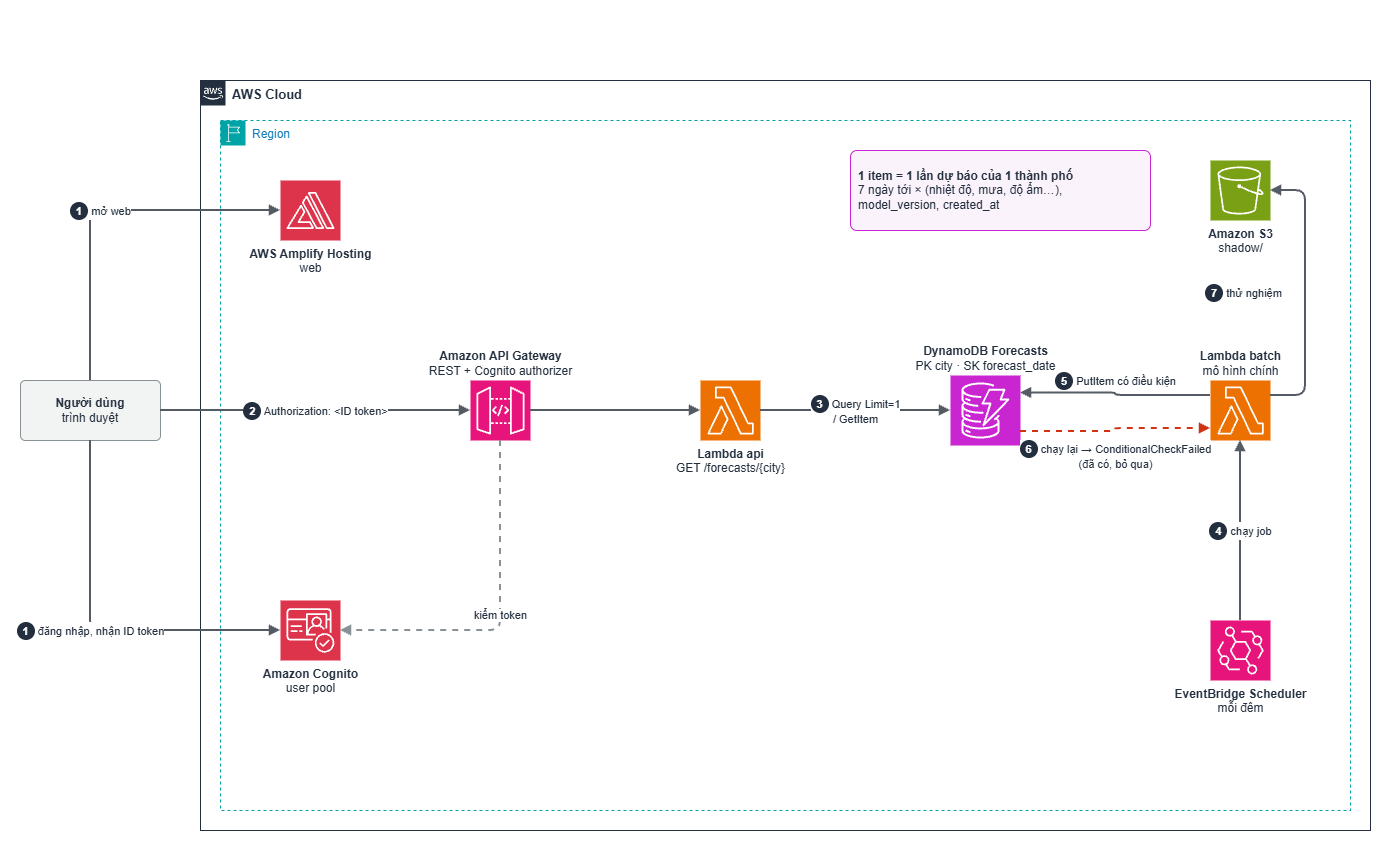 aws
AWS Cloud
Region
1 item = 1 lần dự báo của 1 thành phố
7 ngày tới × (nhiệt độ, mưa, độ ẩm…),
model_version, created_at
1 mở web
AWS Amplify Hosting
web
Amazon S3
shadow/
7 thử nghiệm
Amazon API Gateway
REST + Cognito authorizer
DynamoDB Forecasts
PK city · SK forecast_date
Lambda batch
mô hình chính
Người dùng
trình duyệt
2 Authorization: <ID token>
3 Query Limit=1
/ GetItem
5 PutItem có điều kiện
6 chạy lại → ConditionalCheckFailed
(đã có, bỏ qua)
Lambda api
GET /forecasts/{city}
4 chạy job
kiểm token
1 đăng nhập, nhận ID token
Amazon Cognito
user pool
EventBridge Scheduler
mỗi đêm